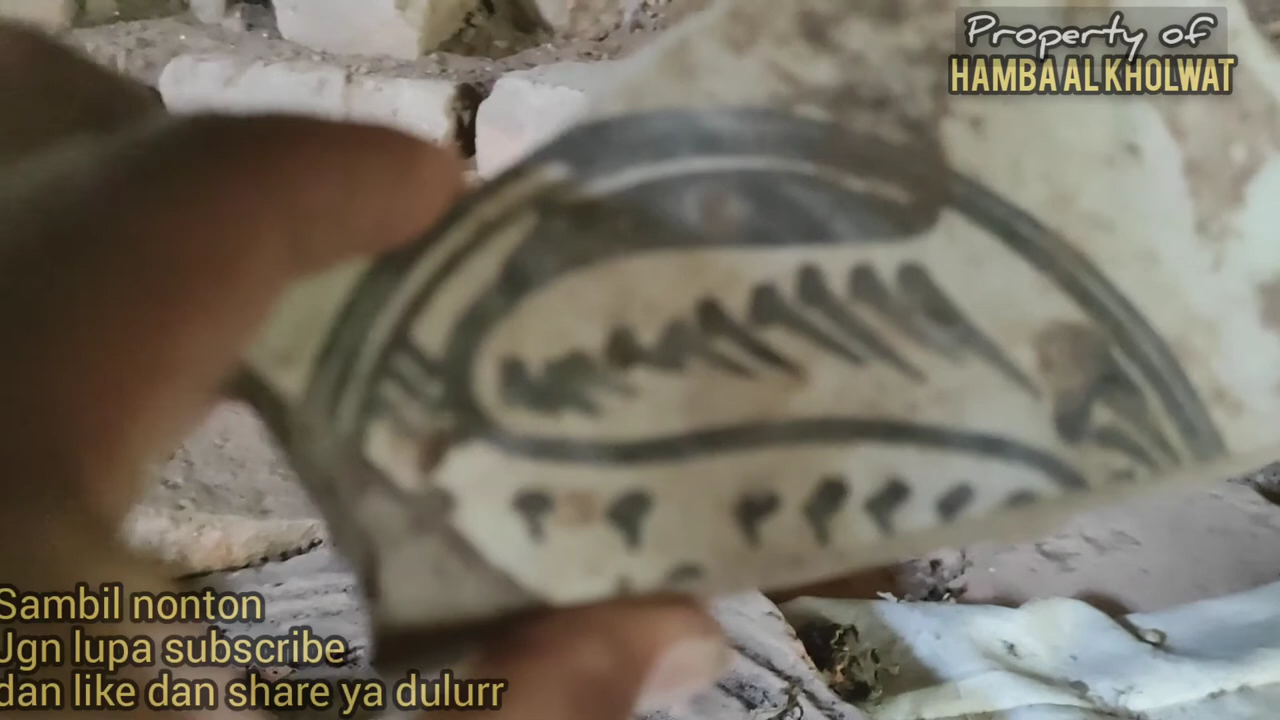 Property of
HAMBA AL KHOLWAT
Sambil nonton
Jgn lupa subscribe
dan like dan share ya dulurr